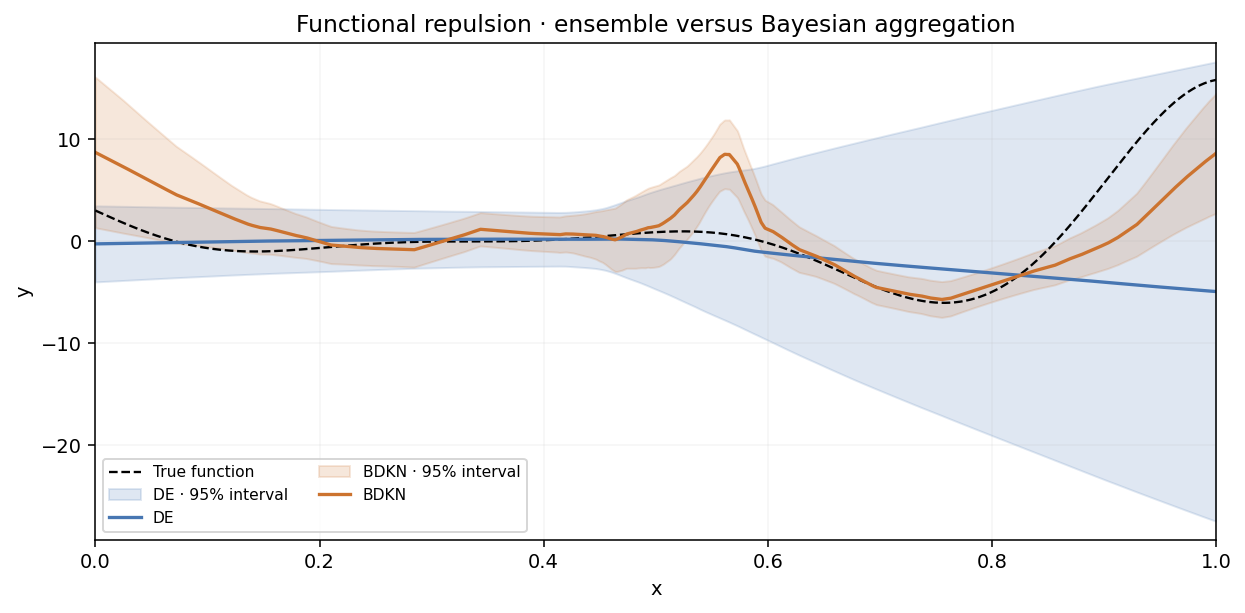 Functional repulsion · ensemble versus Bayesian aggregation
y
10
0
−10
−20
True function
DE · 95% interval
DE
BDKN · 95% interval
BDKN
0.0 0.2 0.4 0.6 0.8 1.0
x